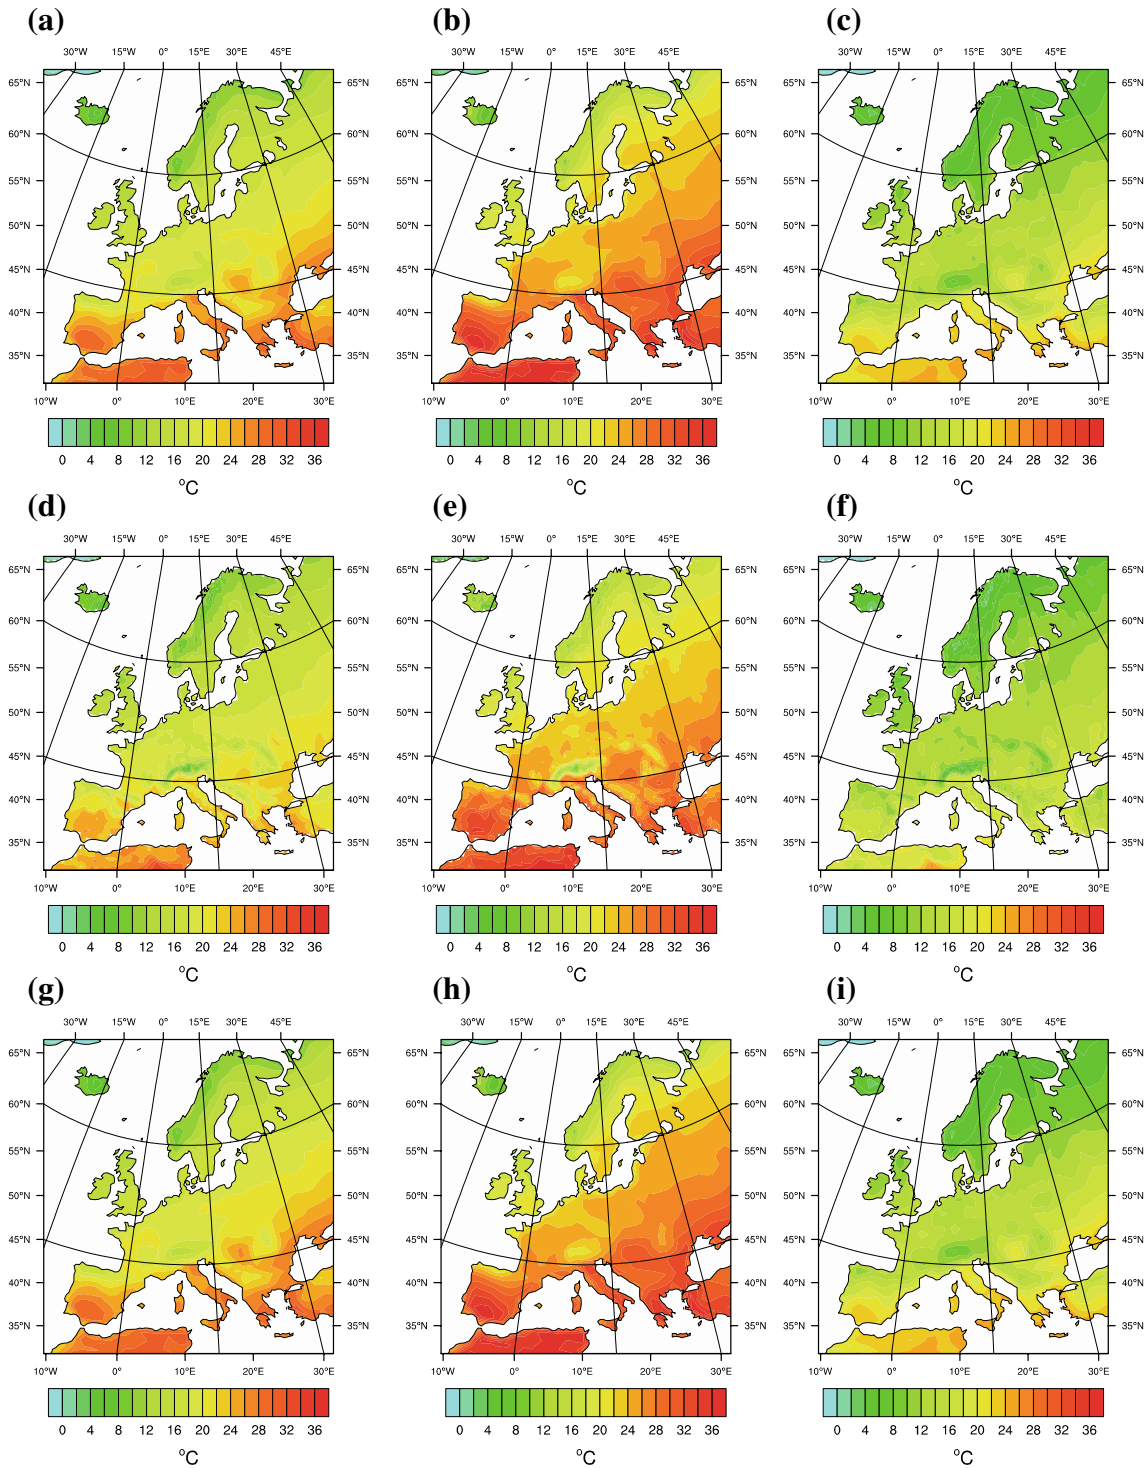 (a) (b) (c)
30°W 15°W 0° 15°E 30°E 45°E 30°W 15°W 0° 15°E 30°E 45°E 30°W 15°W 0° 15°E 30°E 45°E
65°N 65°N 65°N 65°N 65°N 65°N
60°N 60°N 60°N 60°N 60°N 60°N
55°N 55°N 55°N 55°N 55°N 55°N
50°N 50°N 50°N 50°N 50°N 50°N
45°N 45°N 45°N 45°N 45°N 45°N
40°N 40°N 40°N 40°N 40°N 40°N
35°N 35°N 35°N 35°N 35°N 35°N
10°W 0° 10°E 20°E 30°E 10°W 0° 10°E 20°E 30°E 10°W 0° 10°E 20°E 30°E
0 4 8 12 16 20 24 28 32 36 0 4 8 12 16 20 24 28 32 36 0 4 8 12 16 20 24 28 32 36
°C °C °C
(d) (e) (f)
30°W 15°W 0° 15°E 30°E 45°E 30°W 15°W 0° 15°E 30°E 45°E 30°W 15°W 0° 15°E 30°E 45°E
65°N 65°N 65°N 65°N 65°N 65°N
60°N 60°N 60°N 60°N 60°N 60°N
55°N 55°N 55°N 55°N 55°N 55°N
50°N 50°N 50°N 50°N 50°N 50°N
45°N 45°N 45°N 45°N 45°N 45°N
40°N 40°N 40°N 40°N 40°N 40°N
35°N 35°N 35°N 35°N 35°N 35°N
10°W 0° 10°E 20°E 30°E 10°W 0° 10°E 20°E 30°E 10°W 0° 10°E 20°E 30°E
0 4 8 12 16 20 24 28 32 36 0 4 8 12 16 20 24 28 32 36 0 4 8 12 16 20 24 28 32 36
°C °C °C
(g) (h) (i)
30°W 15°W 0° 15°E 30°E 45°E 30°W 15°W 0° 15°E 30°E 45°E 30°W 15°W 0° 15°E 30°E 45°E
65°N 65°N 65°N 65°N 65°N 65°N
60°N 60°N 60°N 60°N 60°N 60°N
55°N 55°N 55°N 55°N 55°N 55°N
50°N 50°N 50°N 50°N 50°N 50°N
45°N 45°N 45°N 45°N 45°N 45°N
40°N 40°N 40°N 40°N 40°N 40°N
35°N 35°N 35°N 35°N 35°N 35°N
10°W 0° 10°E 20°E 30°E 10°W 0° 10°E 20°E 30°E 10°W 0° 10°E 20°E 30°E
0 4 8 12 16 20 24 28 32 36 0 4 8 12 16 20 24 28 32 36 0 4 8 12 16 20 24 28 32 36
°C °C °C